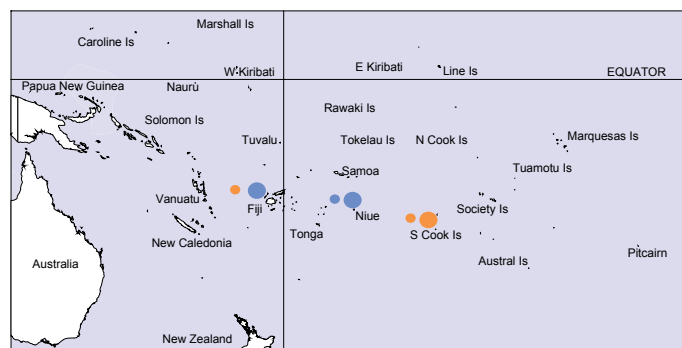 Marshall Is
Caroline Is
W Kiribati
E Kiribati
Line Is
EQUATOR
Papua New Guinea
Nauru
Rawaki Is
Solomon Is
Tuvalu
Tokelau Is
N Cook Is
Marquesas Is
Samoa
Tuamotu Is
Vanuatu
Fiji
Niue
Society Is
New Caledonia
Tonga
S Cook Is
Pitcairn
Australia
Austral Is
New Zealand